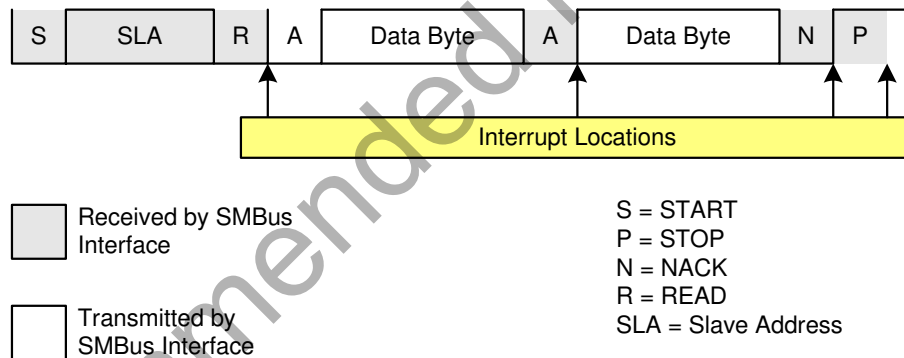 S SLA R A Data Byte A Data Byte N P
Interrupt Locations
Received by SMBus
Interface
Transmitted by
SMBus Interface
S = START
P = STOP
N = NACK
R = READ
SLA = Slave Address